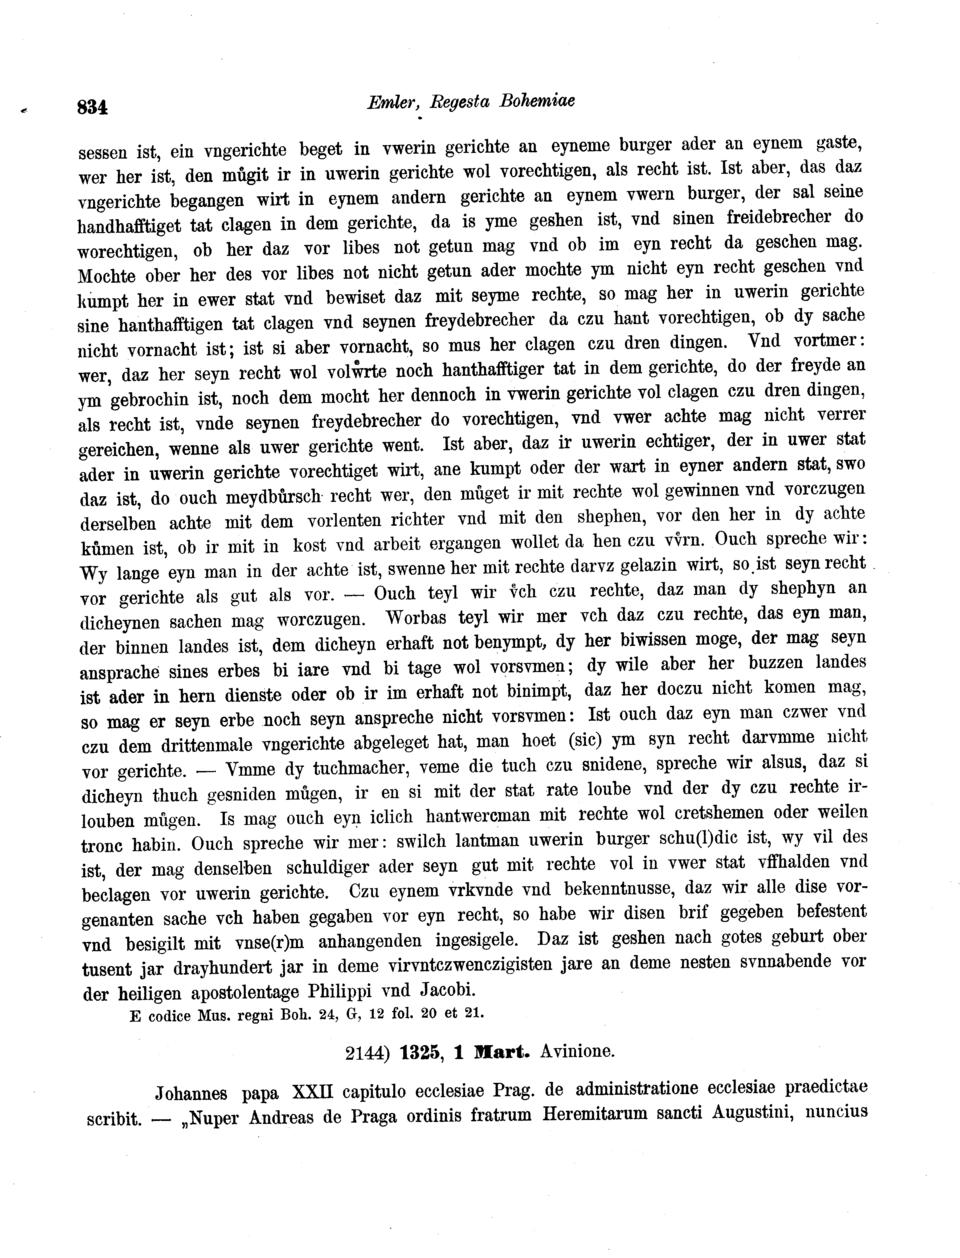 834 Emler, Regesta Bohemiae
sessen ist, ein vngerichte beget in vwerin gerichte an eyneme burger ader an eynem gaste,
wer her ist, den můgit ir in uwerin gerichte wol vorechtigen, als recht ist. Ist aber, das daz
vngerichte begangen wirt in eynem andern gerichte an eynem vwern burger, der sal seine
handhafftiget tat clagen in dem gerichte, da is yme geshen ist, vnd sinen freidebrecher do
worechtigen, ob her daz vor libes not getun mag vnd ob im eyn recht da geschen mag.
Mochte ober her des vor libes not nicht getun ader mochte ym nicht eyn recht geschen vnd
kumpt her in ewer stat vnd bewiset daz mit seyme rechte, so mag her in uwerin gerichte
sine hanthafftigen tat clagen vnd seynen freydebrecher da czu hant vorechtigen, ob dy sache
nicht vornacht ist; ist si aber vornacht, so mus her clagen czu dren dingen. Vnd vortmer:
wer, daz her seyn recht wol volẘrte noch hanthafftiger tat in dem gerichte, do der freyde an
ym gebrochin ist, noch dem mocht her dennoch in vwerin gerichte vol clagen czu dren dingen,
als recht ist, vnde seynen freydebrecher do vorechtigen, vnd vwer achte mag nicht verrer
gereichen, wenne als uwer gerichte went. Ist aber, daz ir uwerin echtiger, der in uwer stat
ader in uwerin gerichte vorechtiget wirt, ane kumpt oder der wart in eyner andern stat, swo
daz ist, do ouch meydbůrsch recht wer, den můget ir mit rechte wol gewinnen vnd vorczugen
derselben achte mit dem vorlenten richter vnd mit den shephen, vor den her in dy achte
kůmen ist, ob ir mit in kost vnd arbeit ergangen wollet da hen czu vv̊rn. Ouch spreche wir:
Wy lange eyn man in der achte ist, swenne her mit rechte darvz gelazin wirt, so ist seyn recht
vor gerichte als gut als vor. — Ouch teyl wir v̊ch czu rechte, daz man dy shephyn an
dicheynen sachen mag worczugen. Worbas teyl wir mer vch daz czu rechte, das eyn man,
der binnen landes ist, dem dicheyn erhaft not benympt, dy her biwissen moge, der mag seyn
ansprache sines erbes bi iare vnd bi tage wol vorsvmen; dy wile aber her buzzen landes
ist ader in hern dienste oder ob ir im erhaft not binimpt, daz her doczu nicht komen mag,
so mag er seyn erbe noch seyn anspreche nicht vorsvmen: Ist ouch daz eyn man czwer vnd
czu dem drittenmale vngerichte abgeleget hat, man hoet (sic) ym syn recht darvmme nicht
vor gerichte. — Vmme dy tuchmacher, veme die tuch czu snidene, spreche wir alsus, daz si
dicheyn thuch gesniden můgen, ir en si mit der stat rate loube vnd der dy czu rechte ir-
louben můgen. Is mag ouch eyn iclich hantwercman mit rechte wol cretshemen oder weilen
tronc habin. Ouch spreche wir mer: swilch lantman uwerin burger schu(l)dic ist, wy vil des
ist, der mag denselben schuldiger ader seyn gut mit rechte vol in vwer stat vffhalden vnd
beclagen vor uwerin gerichte. Czu eynem vrkvnde vnd bekenntnusse, daz wir alle dise vor-
genanten sache vch haben gegaben vor eyn recht, so habe wir disen brif gegeben befestent
vnd besigilt mit vnse(r)m anhangenden ingesigele. Daz ist geshen nach gotes geburt ober
tusent jar drayhundert jar in deme virvntczwenczigisten jare an deme nesten svnnabende vor
der heiligen apostolentage Philippi vnd Jacobi.
E codice Mus. regni Boh. 24, G, 12 fol. 20 et 21.
2144) 1325, 1 Mart. Avinione.
Johannes papa XXII capitulo ecclesiae Prag. de administratione ecclesiae praedictae
scribit. — „Nuper Andreas de Praga ordinis fratrum Heremitarum sancti Augustini, nuncius